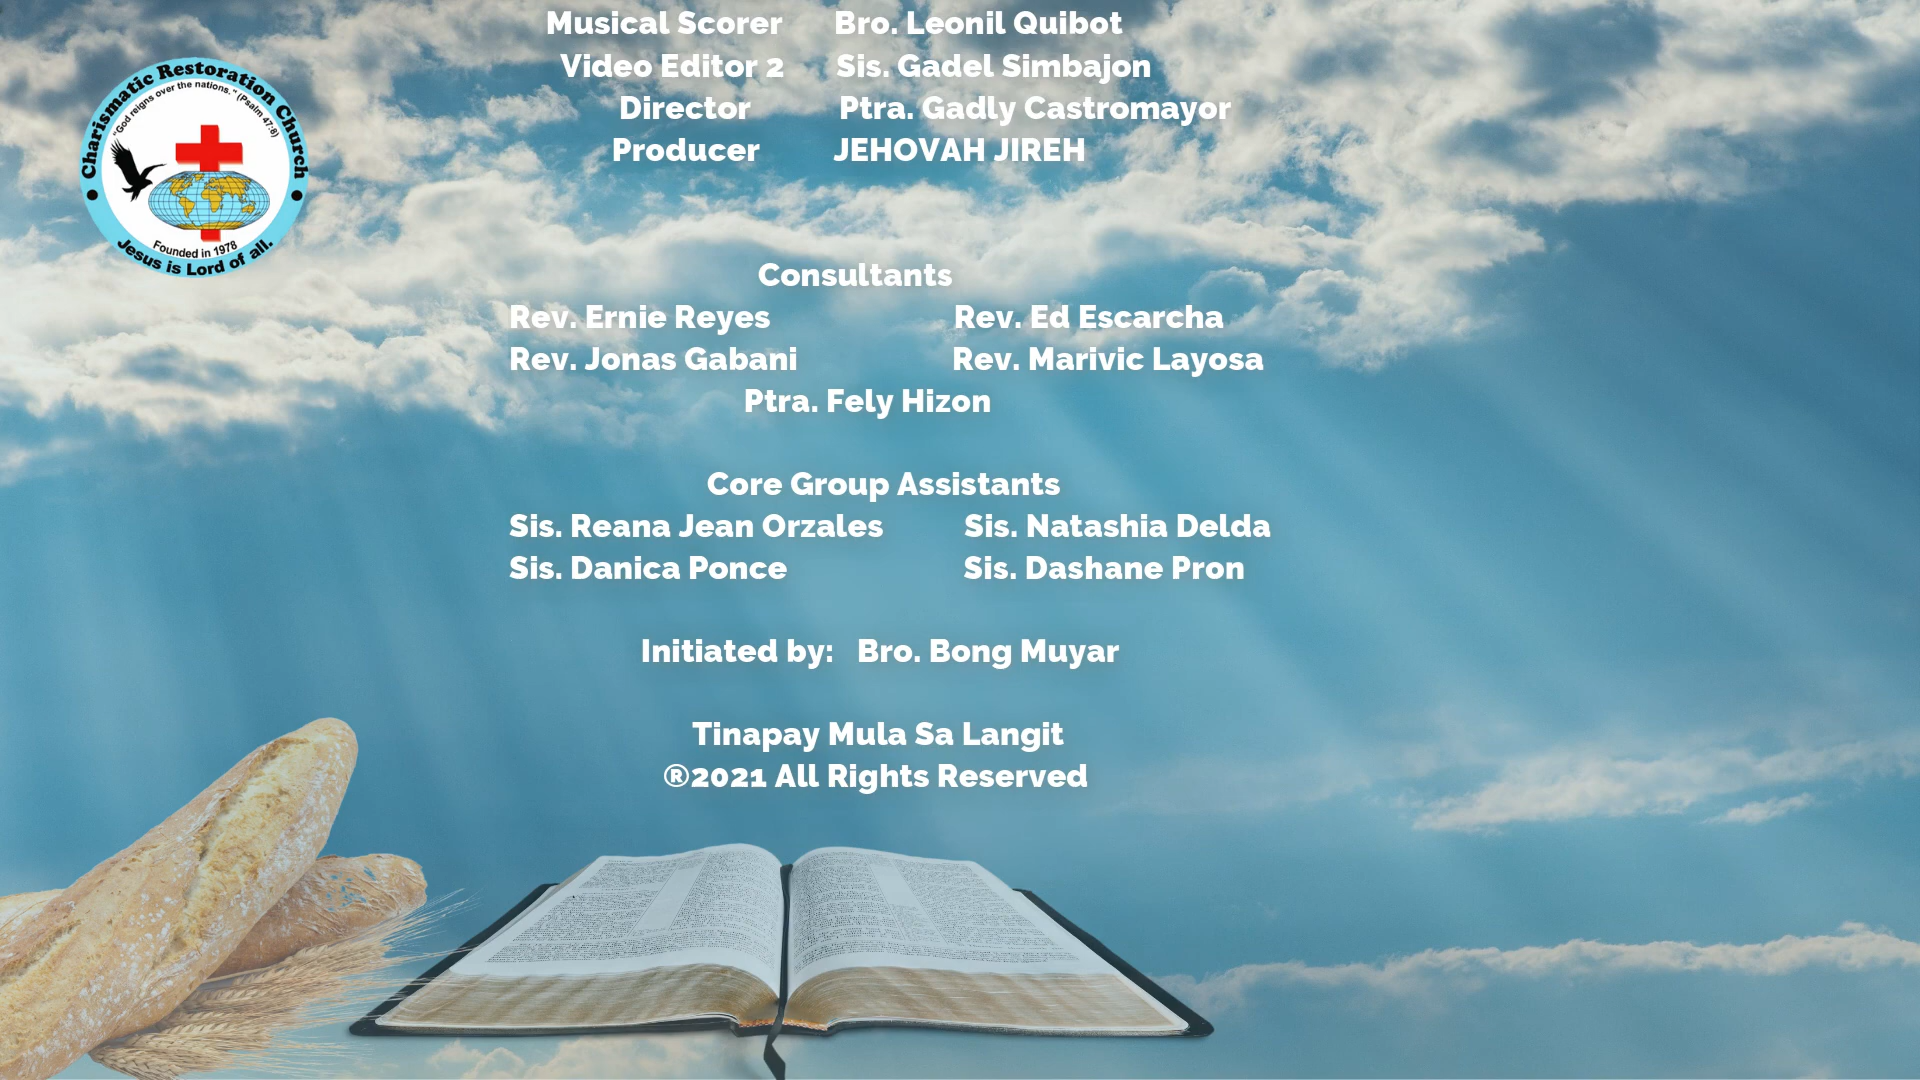 Musical Scorer Bro. Leonil Quibot
Video Editor 2 Sis. Gadel Simbajon
Director Ptra. Gadly Castromayor
Producer JEHOVAH JIREH
Charismatic Restoration Church
"God reigns over the nations." (Psalm 47:8)
Founded in 1978
Jesus is Lord of all.
Consultants
Rev. Ernie Reyes Rev. Ed Escarcha
Rev. Jonas Gabani Rev. Marivic Layosa
Ptra. Fely Hizon
Core Group Assistants
Sis. Reana Jean Orzales Sis. Natashia Delda
Sis. Danica Ponce Sis. Dashane Pron
Initiated by: Bro. Bong Muyar
Tinapay Mula Sa Langit
®2021 All Rights Reserved